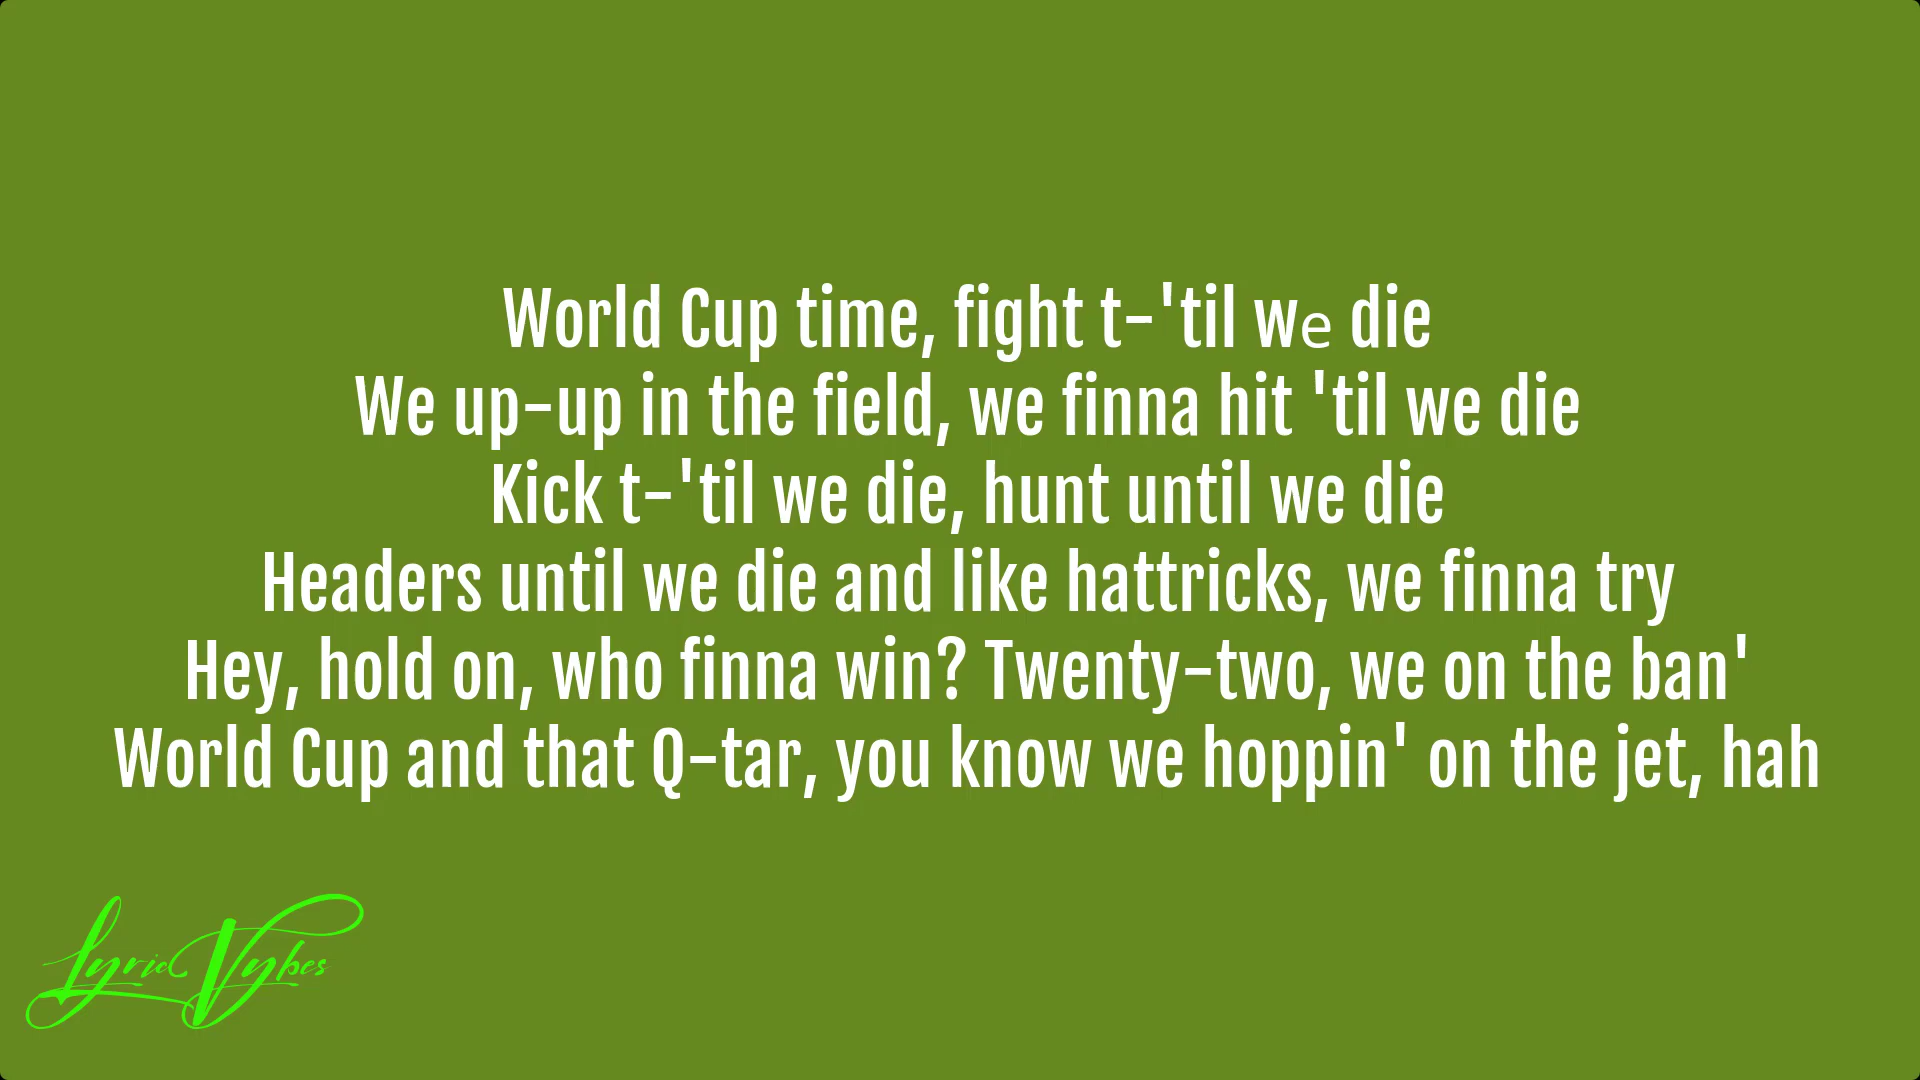 World Cup time, fight t-'til we die
We up-up in the field, we finna hit 'til we die
Kick t-'til we die, hunt until we die
Headers until we die and like hattricks, we finna try
Hey, hold on, who finna win? Twenty-two, we on the ban'
World Cup and that Q-tar, you know we hoppin' on the jet, hah
Lyric Vybes